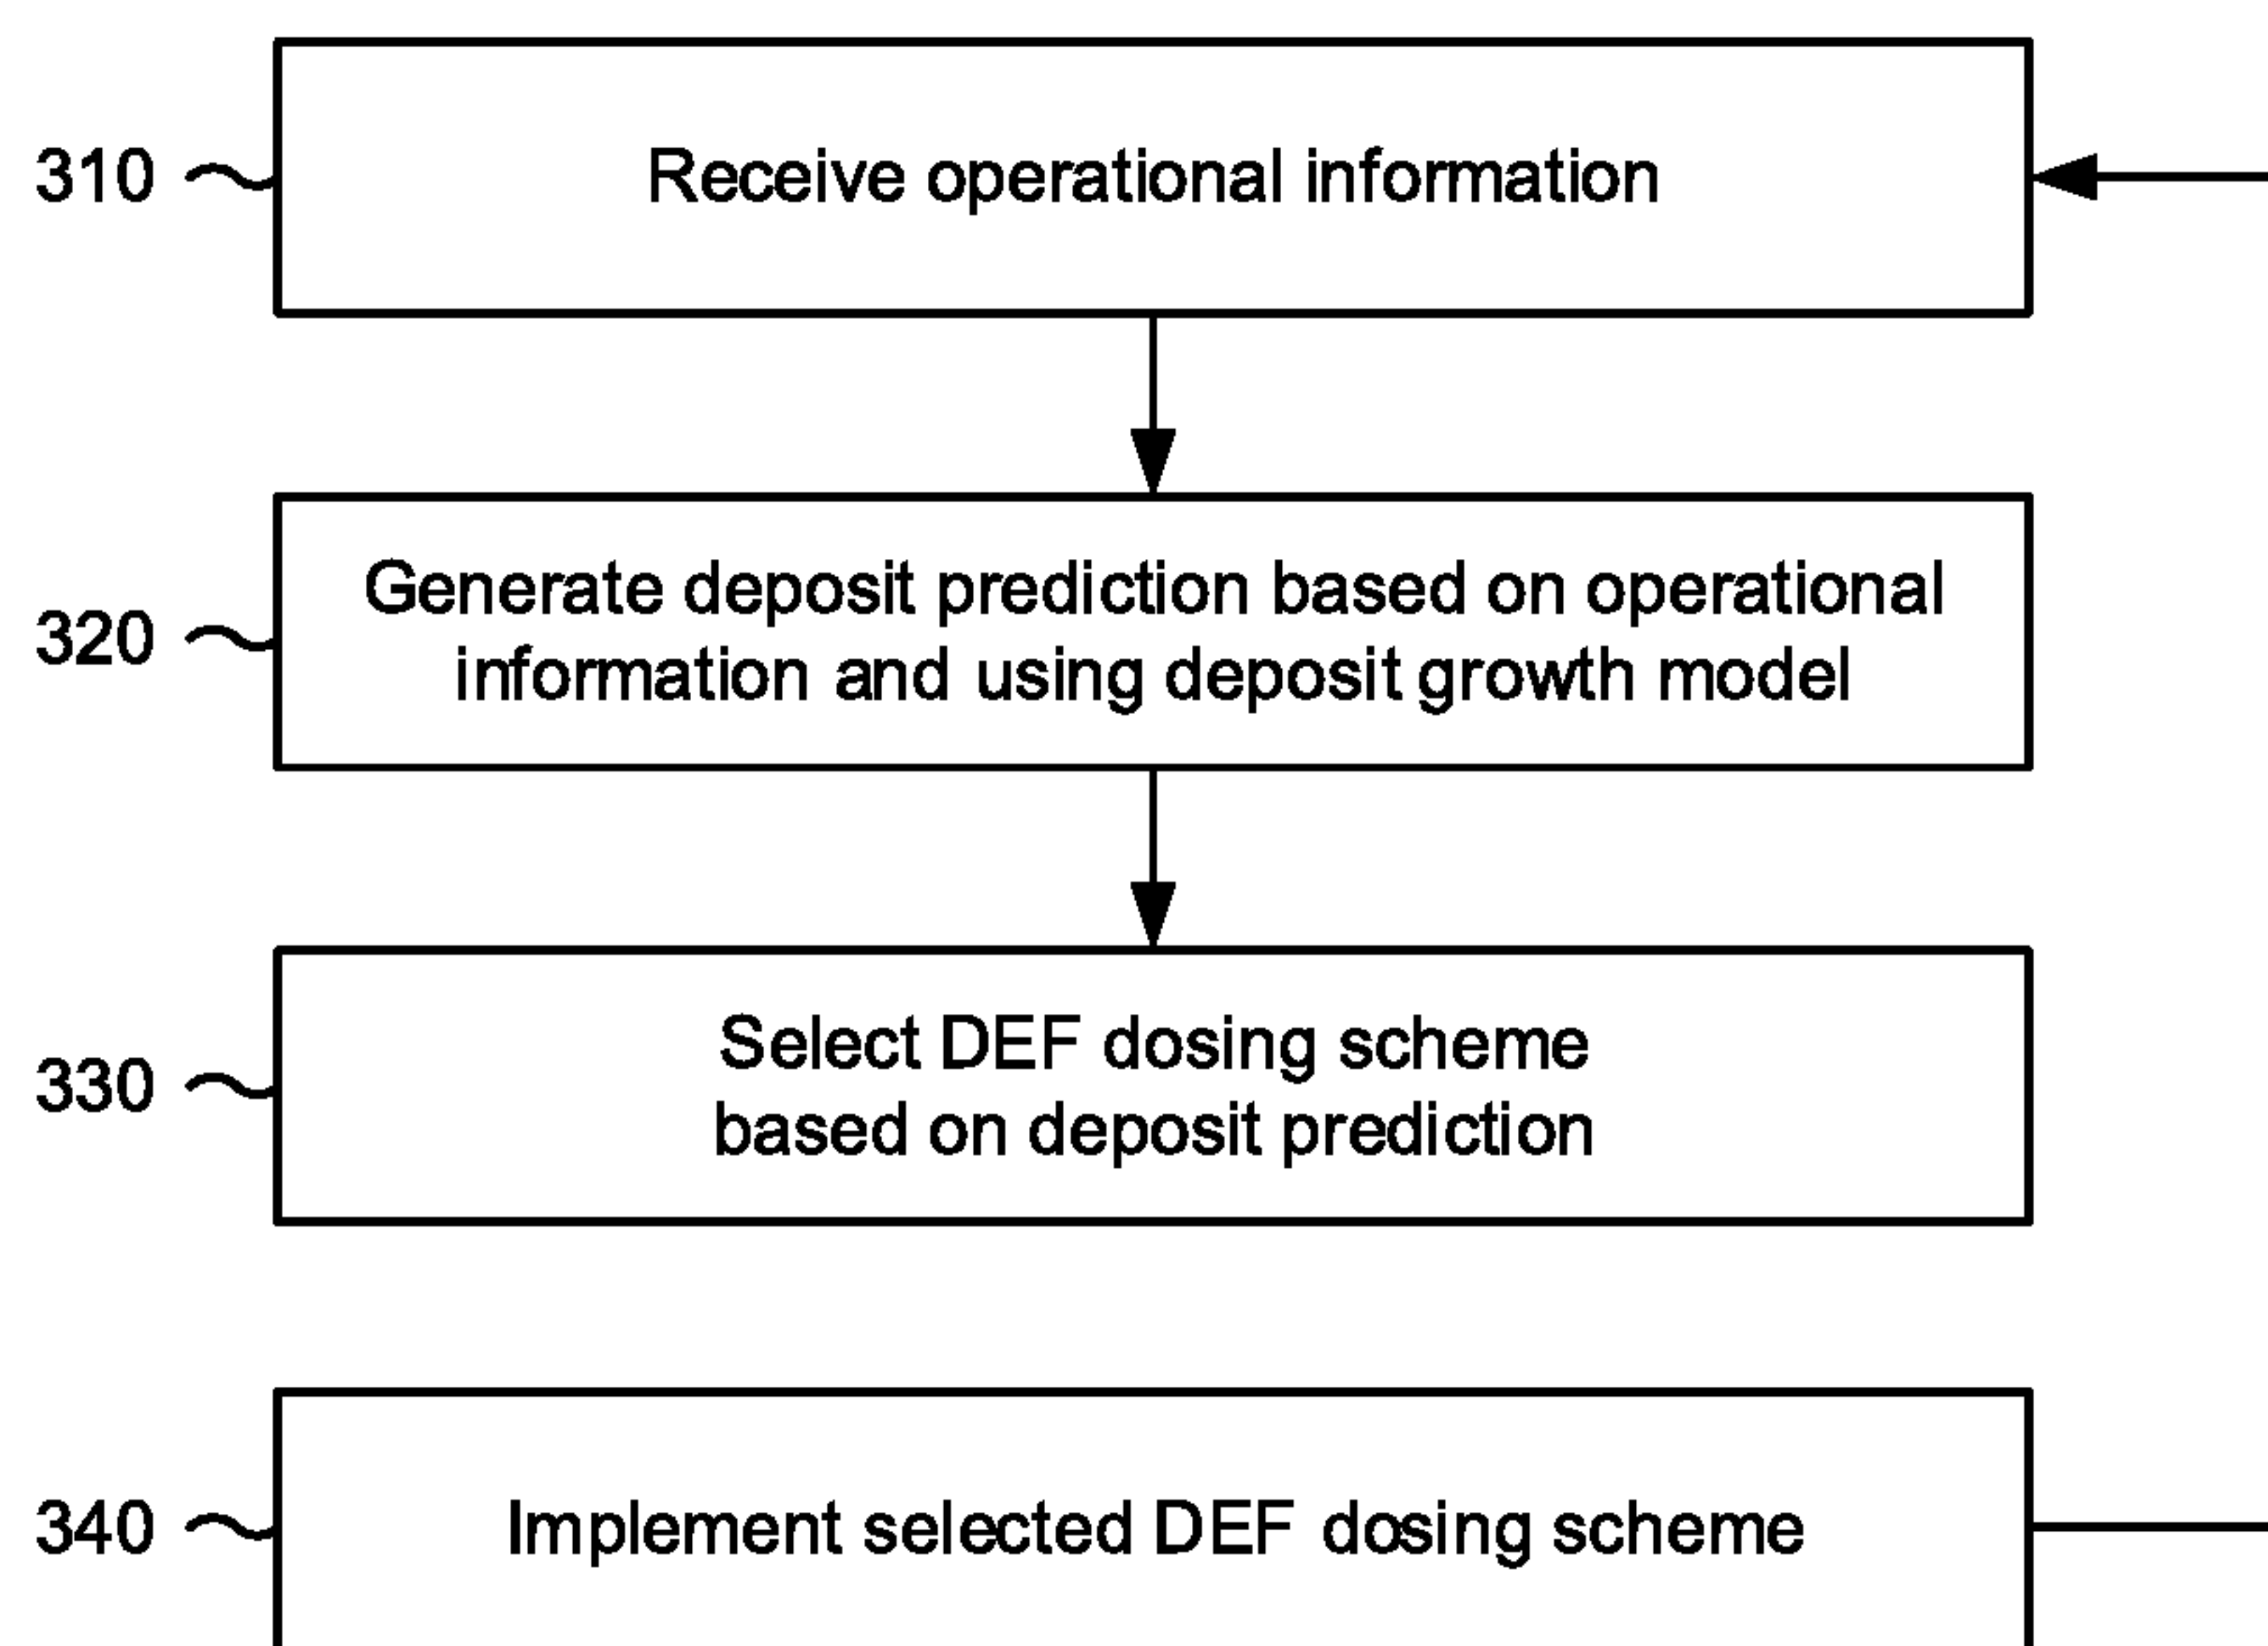 310
Receive operational information
320
Generate deposit prediction based on operational
information and using deposit growth model
330
Select DEF dosing scheme
based on deposit prediction
340
Implement selected DEF dosing scheme